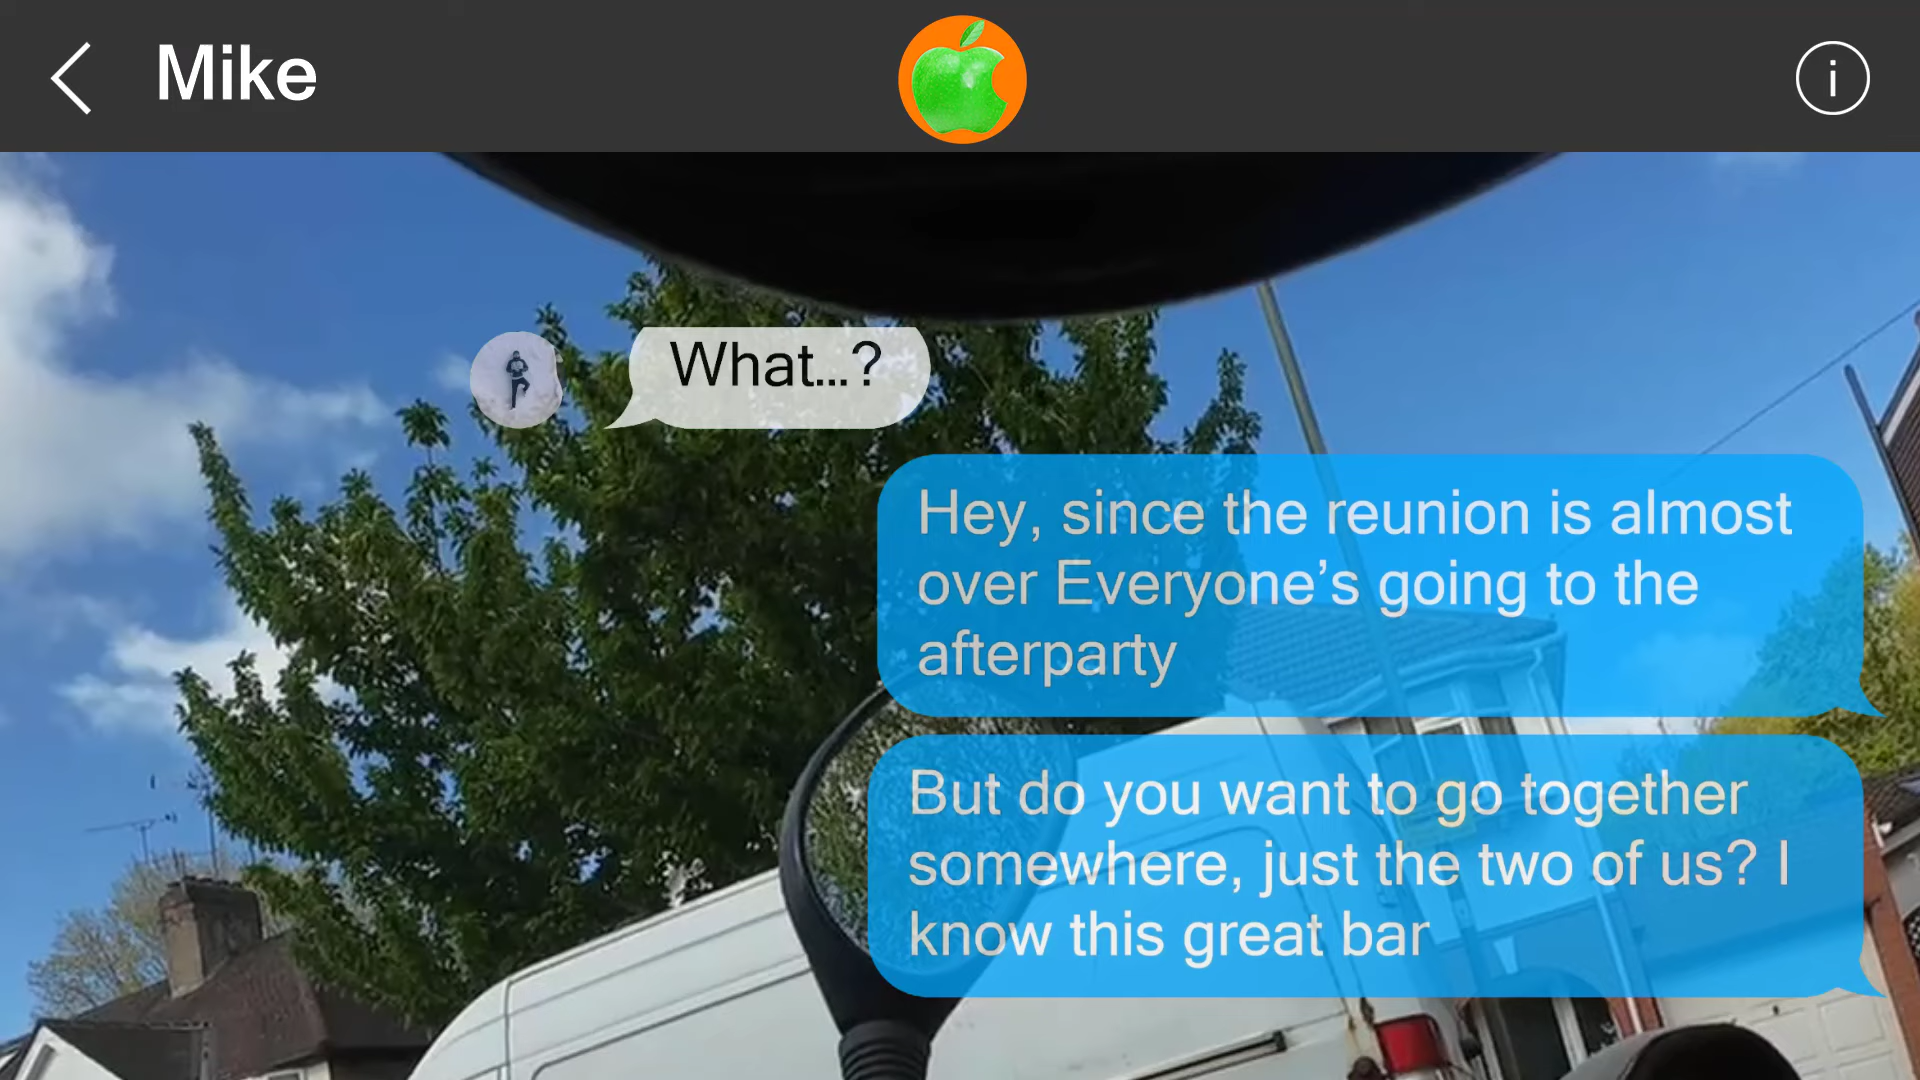 Mike
What...?
Hey, since the reunion is almost
over Everyone’s going to the
afterparty
But do you want to go together
somewhere, just the two of us? I
know this great bar